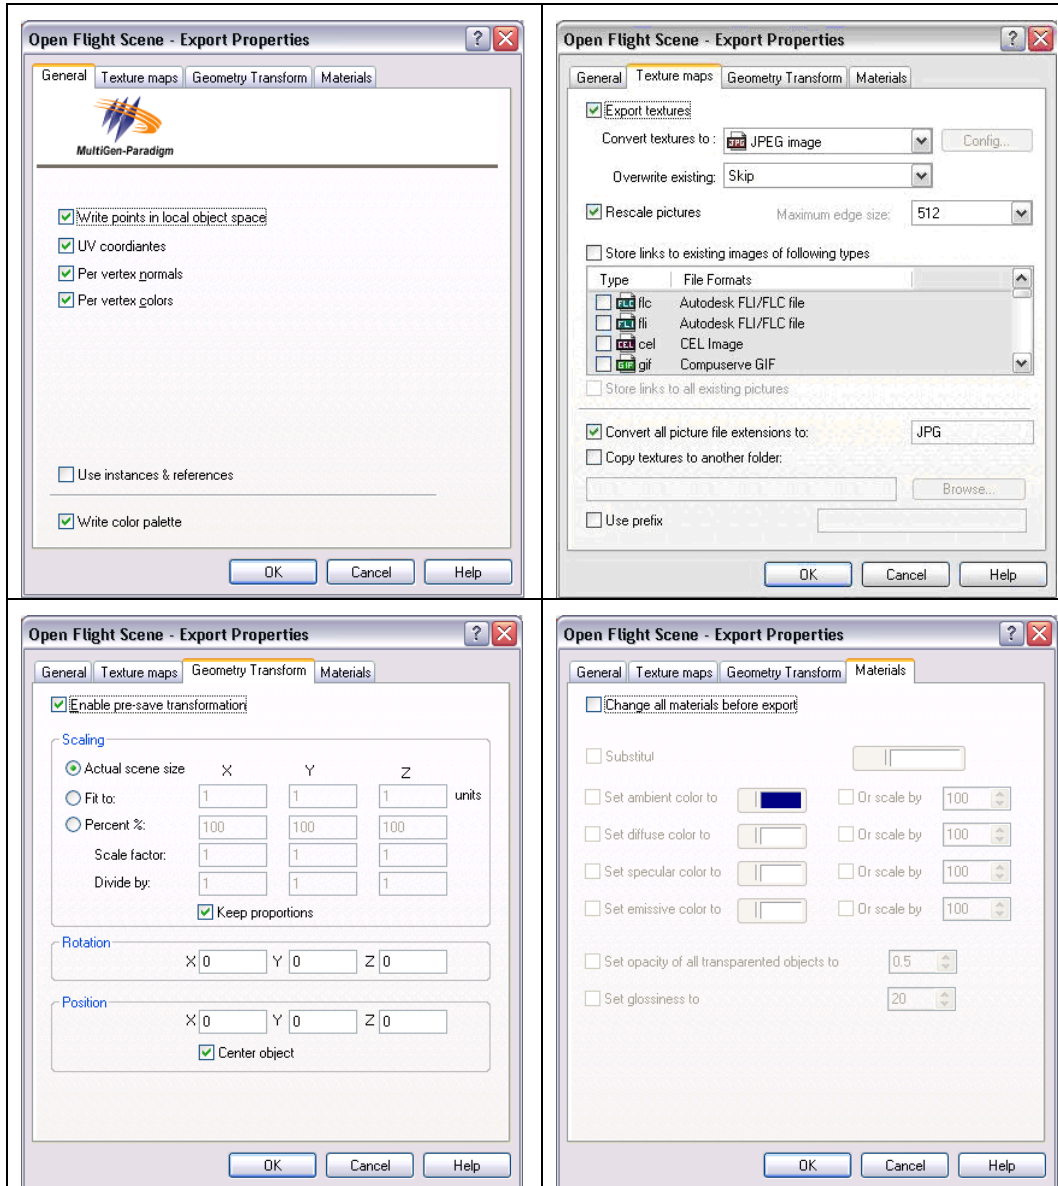 Open Flight Scene - Export Properties
General Texture maps Geometry Transform Materials
MultiGen-Paradigm
Write points in local object space
UV coordiantes
Per vertex normals
Per vertex colors
Use instances & references
Write color palette
OK Cancel Help
Open Flight Scene - Export Properties
General Texture maps Geometry Transform Materials
Export textures
Convert textures to : JPG JPEG image Config...
Overwrite existing: Skip
Rescale pictures Maximum edge size: 512
Store links to existing images of following types
Type File Formats
FLC flc Autodesk FLI/FLC file
FLI fli Autodesk FLI/FLC file
CEL cel CEL Image
GIF gif Compuserve GIF
Store links to all existing pictures
Convert all picture file extensions to: JPG
Copy textures to another folder:
Browse...
Use prefix
OK Cancel Help
Open Flight Scene - Export Properties
General Texture maps Geometry Transform Materials
Enable pre-save transformation
Scaling
Actual scene size X Y Z
Fit to: 1 1 1 units
Percent %: 100 100 100
Scale factor: 1 1 1
Divide by: 1 1 1
Keep proportions
Rotation
X 0 Y 0 Z 0
Position
X 0 Y 0 Z 0
Center object
OK Cancel Help
Open Flight Scene - Export Properties
General Texture maps Geometry Transform Materials
Change all materials before export
Substitul
Set ambient color to Or scale by 100
Set diffuse color to Or scale by 100
Set specular color to Or scale by 100
Set emissive color to Or scale by 100
Set opacity of all transparented objects to 0.5
Set glossiness to 20
OK Cancel Help